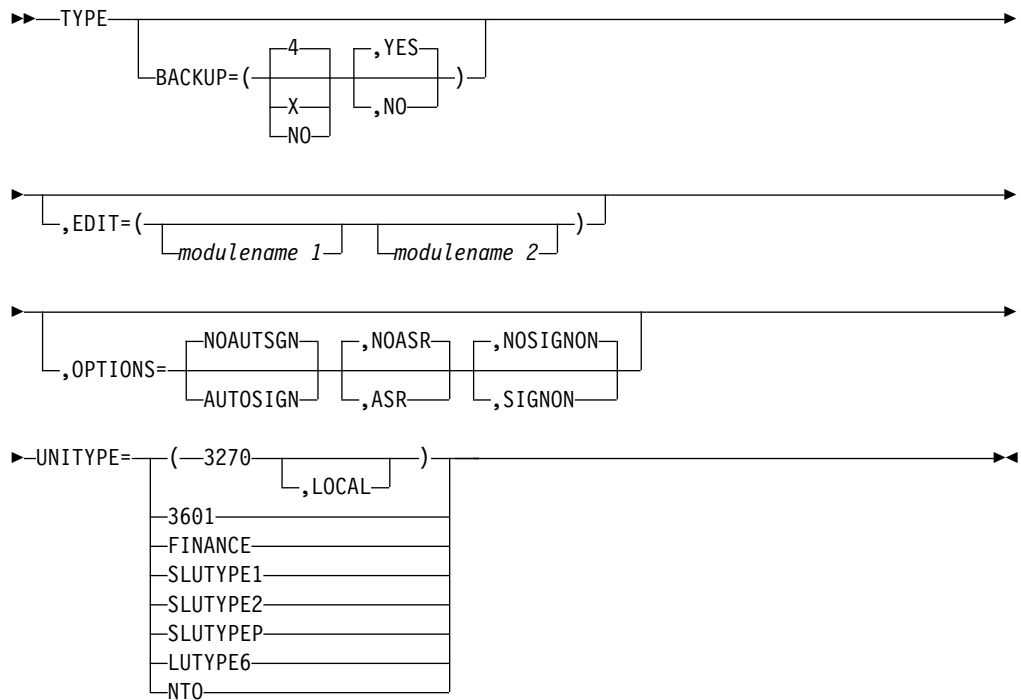 TYPE
4 ,YES
BACKUP=( )
X ,NO
NO
,EDIT=( )
modulename 1 modulename 2
NOAUTSGN ,NOASR ,NOSIGNON
,OPTIONS=
AUTOSIGN ,ASR ,SIGNON
UNITYPE= ( 3270 )
,LOCAL
3601
FINANCE
SLUTYPE1
SLUTYPE2
SLUTYPEP
LUTYPE6
NTO